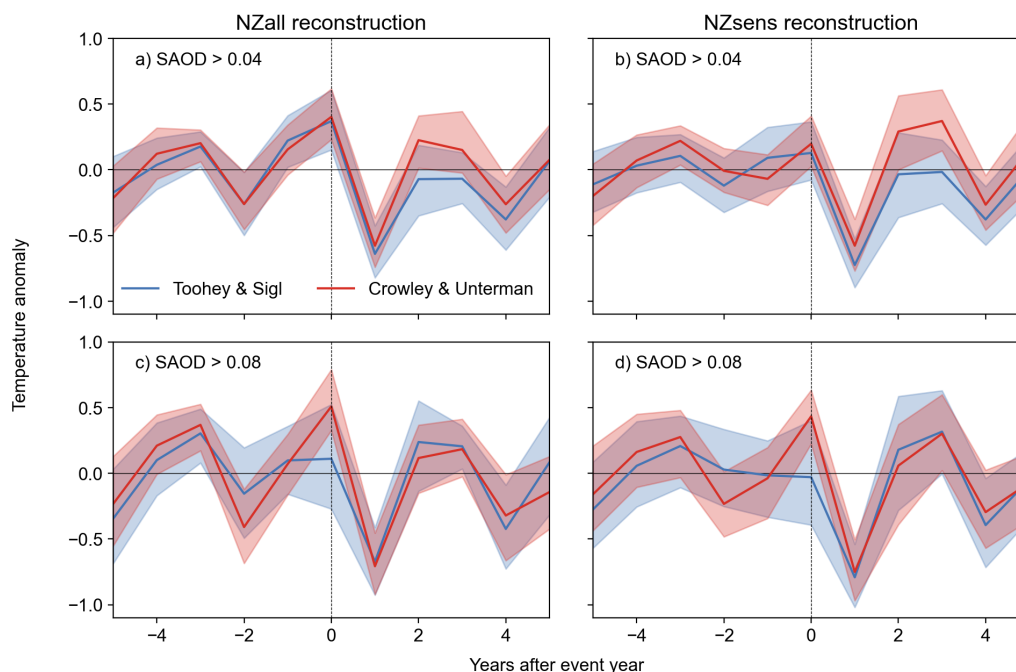 NZall reconstruction
NZsens reconstruction
Temperature anomaly
1.0
0.5
0.0
−0.5
−1.0
a) SAOD > 0.04
Toohey & Sigl
Crowley & Unterman
b) SAOD > 0.04
1.0
0.5
0.0
−0.5
−1.0
c) SAOD > 0.08
d) SAOD > 0.08
−4 −2 0 2 4
−4 −2 0 2 4
Years after event year